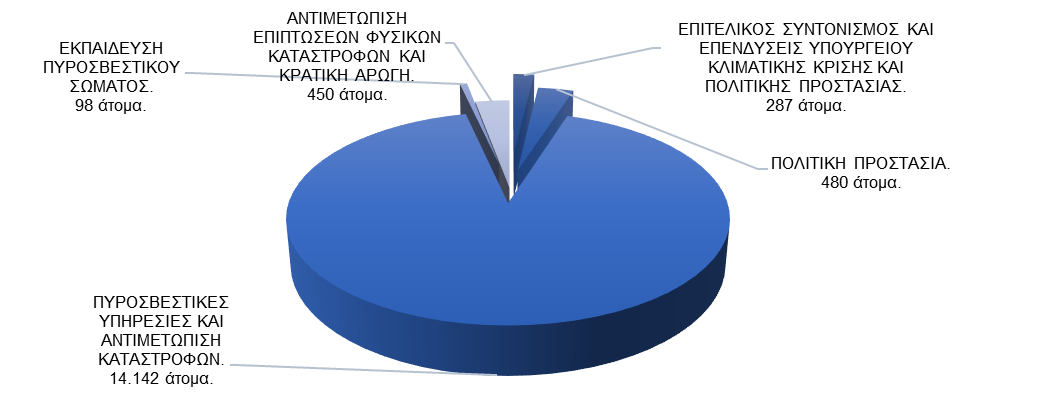 ΑΝΤΙΜΕΤΩΠΙΣΗ
ΕΠΙΠΤΩΣΕΩΝ ΦΥΣΙΚΩΝ
ΚΑΤΑΣΤΡΟΦΩΝ ΚΑΙ
ΚΡΑΤΙΚΗ ΑΡΩΓΗ.
450 άτομα.
ΕΠΙΤΕΛΙΚΟΣ ΣΥΝΤΟΝΙΣΜΟΣ ΚΑΙ
ΕΠΕΝΔΥΣΕΙΣ ΥΠΟΥΡΓΕΙΟΥ
ΚΛΙΜΑΤΙΚΗΣ ΚΡΙΣΗΣ ΚΑΙ
ΠΟΛΙΤΙΚΗΣ ΠΡΟΣΤΑΣΙΑΣ.
287 άτομα.
ΕΚΠΑΙΔΕΥΣΗ
ΠΥΡΟΣΒΕΣΤΙΚΟΥ
ΣΩΜΑΤΟΣ.
98 άτομα.
ΠΟΛΙΤΙΚΗ ΠΡΟΣΤΑΣΙΑ.
480 άτομα.
ΠΥΡΟΣΒΕΣΤΙΚΕΣ
ΥΠΗΡΕΣΙΕΣ ΚΑΙ
ΑΝΤΙΜΕΤΩΠΙΣΗ
ΚΑΤΑΣΤΡΟΦΩΝ.
14.142 άτομα.